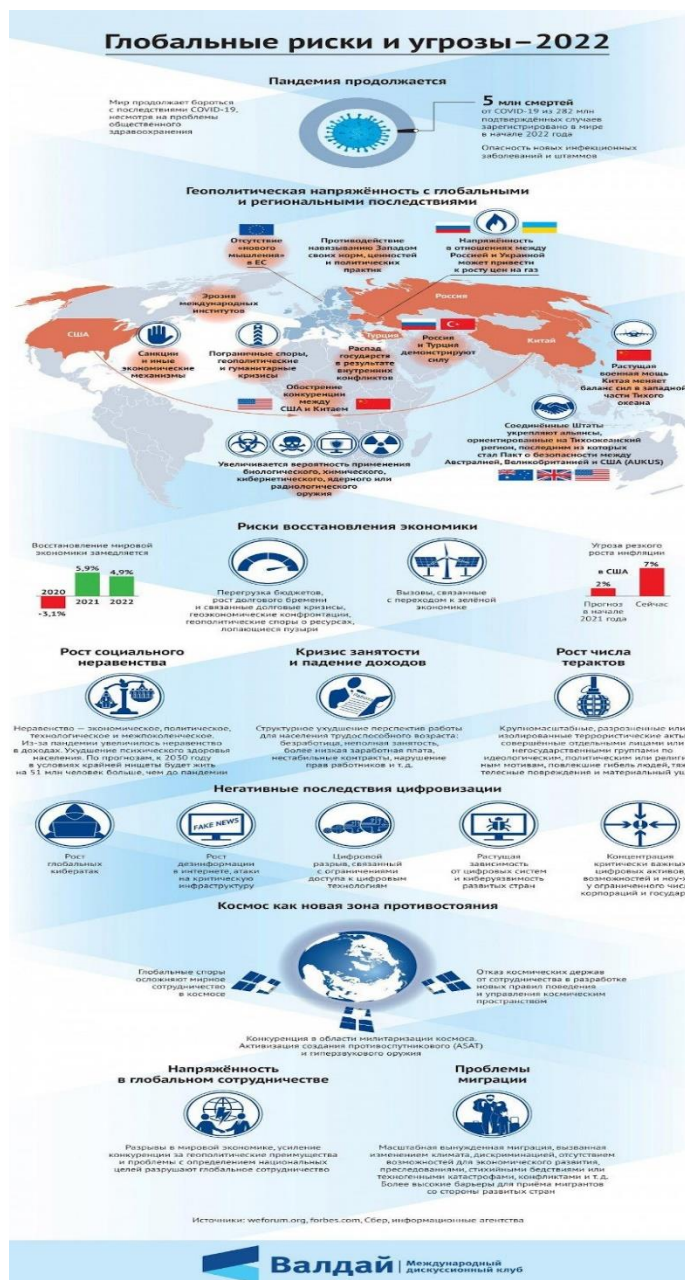 Глобальные риски и угрозы–2022
Пандемия продолжается
Мир продолжает бороться
с последствиями COVID-19,
несмотря на проблемы
общественного
здравоохранения
5 млн смертей
от COVID-19 из 282 млн
подтверждённых случаев
зарегистрировано в мире
в начале 2022 года
Опасность новых инфекционных
заболеваний и штаммов
Геополитическая напряжённость с глобальными
и региональными последствиями
Отсутствие
«нового
мышления»
в ЕС
Противодействие
навязыванию Западом
своих норм, ценностей
и политических
практик
Напряжённость
в отношениях между
Россией и Украиной
может привести
к росту цен на газ
Эрозия
международных
институтов
США
Россия
Турция
Китай
Санкции
и иные
экономические
механизмы
Пограничные споры,
геополитические
и гуманитарные
кризисы
Распад
государств
в результате
внутренних
конфликтов
Россия
и Турция
демонстрируют
силу
Растущая
военная мощь
Китая меняет
баланс сил в западной
части Тихого
океана
Обострение
конкуренции
между
США и Китаем
Соединённые Штаты
укрепляют альянсы,
ориентированные на Тихоокеанский
регион, последним из которых
стал Пакт о безопасности между
Австралией, Великобританией и США (AUKUS)
Увеличивается вероятность применения
биологического, химического,
кибернетического, ядерного или
радиологического
оружия
Риски восстановления экономики
Восстановление мировой
экономики замедляется
2020
-3,1%
5,9%
2021
4,9%
2022
Перегрузка бюджетов,
рост долгового бремени
и связанные долговые кризисы,
геоэкономические конфронтации,
геополитические споры о ресурсах,
лопающиеся пузыри
Вызовы, связанные
с переходом к зелёной
экономике
Угроза резкого
роста инфляции
в США
2%
7%
Прогноз
в начале
2021 года
Сейчас
Рост социального
неравенства
Неравенство — экономическое, политическое,
технологическое и межпоколенческое.
Из-за пандемии увеличилось неравенство
в доходах. Ухудшение психического здоровья
населения. По прогнозам, к 2030 году
в условиях крайней нищеты будет жить
на 51 млн человек больше, чем до пандемии
Кризис занятости
и падение доходов
Структурное ухудшение перспектив работы
для населения трудоспособного возраста:
безработица, неполная занятость,
более низкая заработная плата,
нестабильные контракты, нарушение
прав работников и т.д.
Рост числа
терактов
Крупномасштабные, разрозненные или
изолированные террористические акты
совершённые отдельными лицами или
негосударственными группами по
идеологическим, политическим или религи
ным мотивам, повлекшие гибель людей, тяж
телесные повреждения и материальный ущ
Негативные последствия цифровизации
Рост
глобальных
кибератак
FAKE NEWS
Рост
дезинформации
в интернете, атаки
на критическую
инфраструктуру
Цифровой
разрыв, связанный
с ограничениями
доступа к цифровым
технологиям
Растущая
зависимость
от цифровых систем
и киберуязвимость
развитых стран
Концентрация
критически важных
цифровых активов,
возможностей и ноу-х
у ограниченного числ
корпораций и государ
Космос как новая зона противостояния
Глобальные споры
осложняют мирное
сотрудничество
в космосе
Отказ космических держав
от сотрудничества в разработке
новых правил поведения
и управления космическим
пространством
Конкуренция в области милитаризации космоса.
Активизация создания противоспутникового (ASAT)
и гиперзвукового оружия
Напряжённость
в глобальном сотрудничестве
Разрывы в мировой экономике, усиление
конкуренции за геополитические преимущества
и проблемы с определением национальных
целей разрушают глобальное сотрудничество
Проблемы
миграции
Масштабная вынужденная миграция, вызванная
изменением климата, дискриминацией, отсутствием
возможностей для экономического развития,
преследованиями, стихийными бедствиями или
техногенными катастрофами, конфликтами и т.д.
Более высокие барьеры для приёма мигрантов
со стороны развитых стран
Источники: weforum.org, forbes.com, Сбер, информационные агентства
Валдай
Международный
дискуссионный клуб